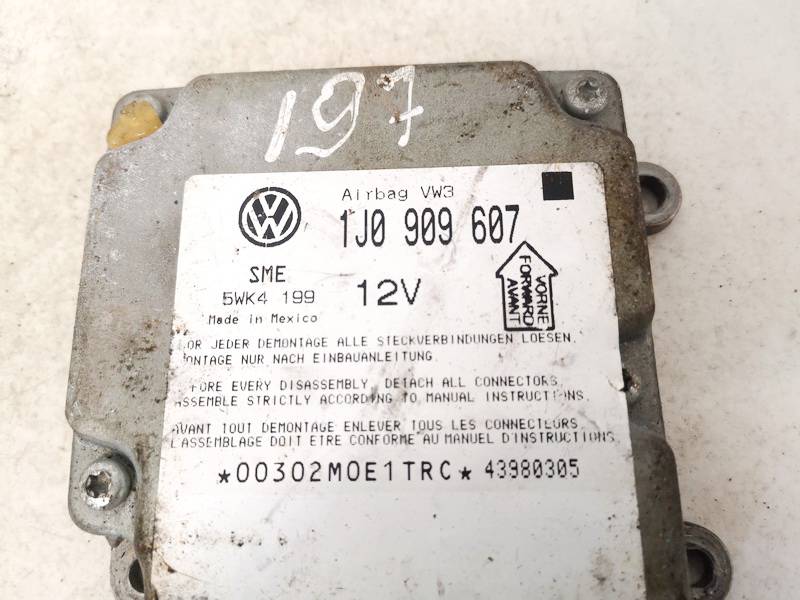 197
Airbag VW3
1J0 909 607
VW
SME
5WK4 199
12V
VORNE
FORWARD
AVANT
Made in Mexico
OR JEDER DEMONTAGE ALLE STECKVERBINDUNGEN LOESEN.
ONTAGE NUR NACH EINBAUANLEITUNG.
FORE EVERY DISASSEMBLY, DETACH ALL CONNECTORS.
ASSEMBLE STRICTLY ACCORDING TO MANUAL INSTRUCTIONS.
AVANT TOUT DEMONTAGE ENLEVER TOUS LES CONNECTEURS.
L'ASSEMBLAGE DOIT ETRE CONFORME AU MANUEL D'INSTRUCTIONS.
*00302M0E1TRC* 43980305